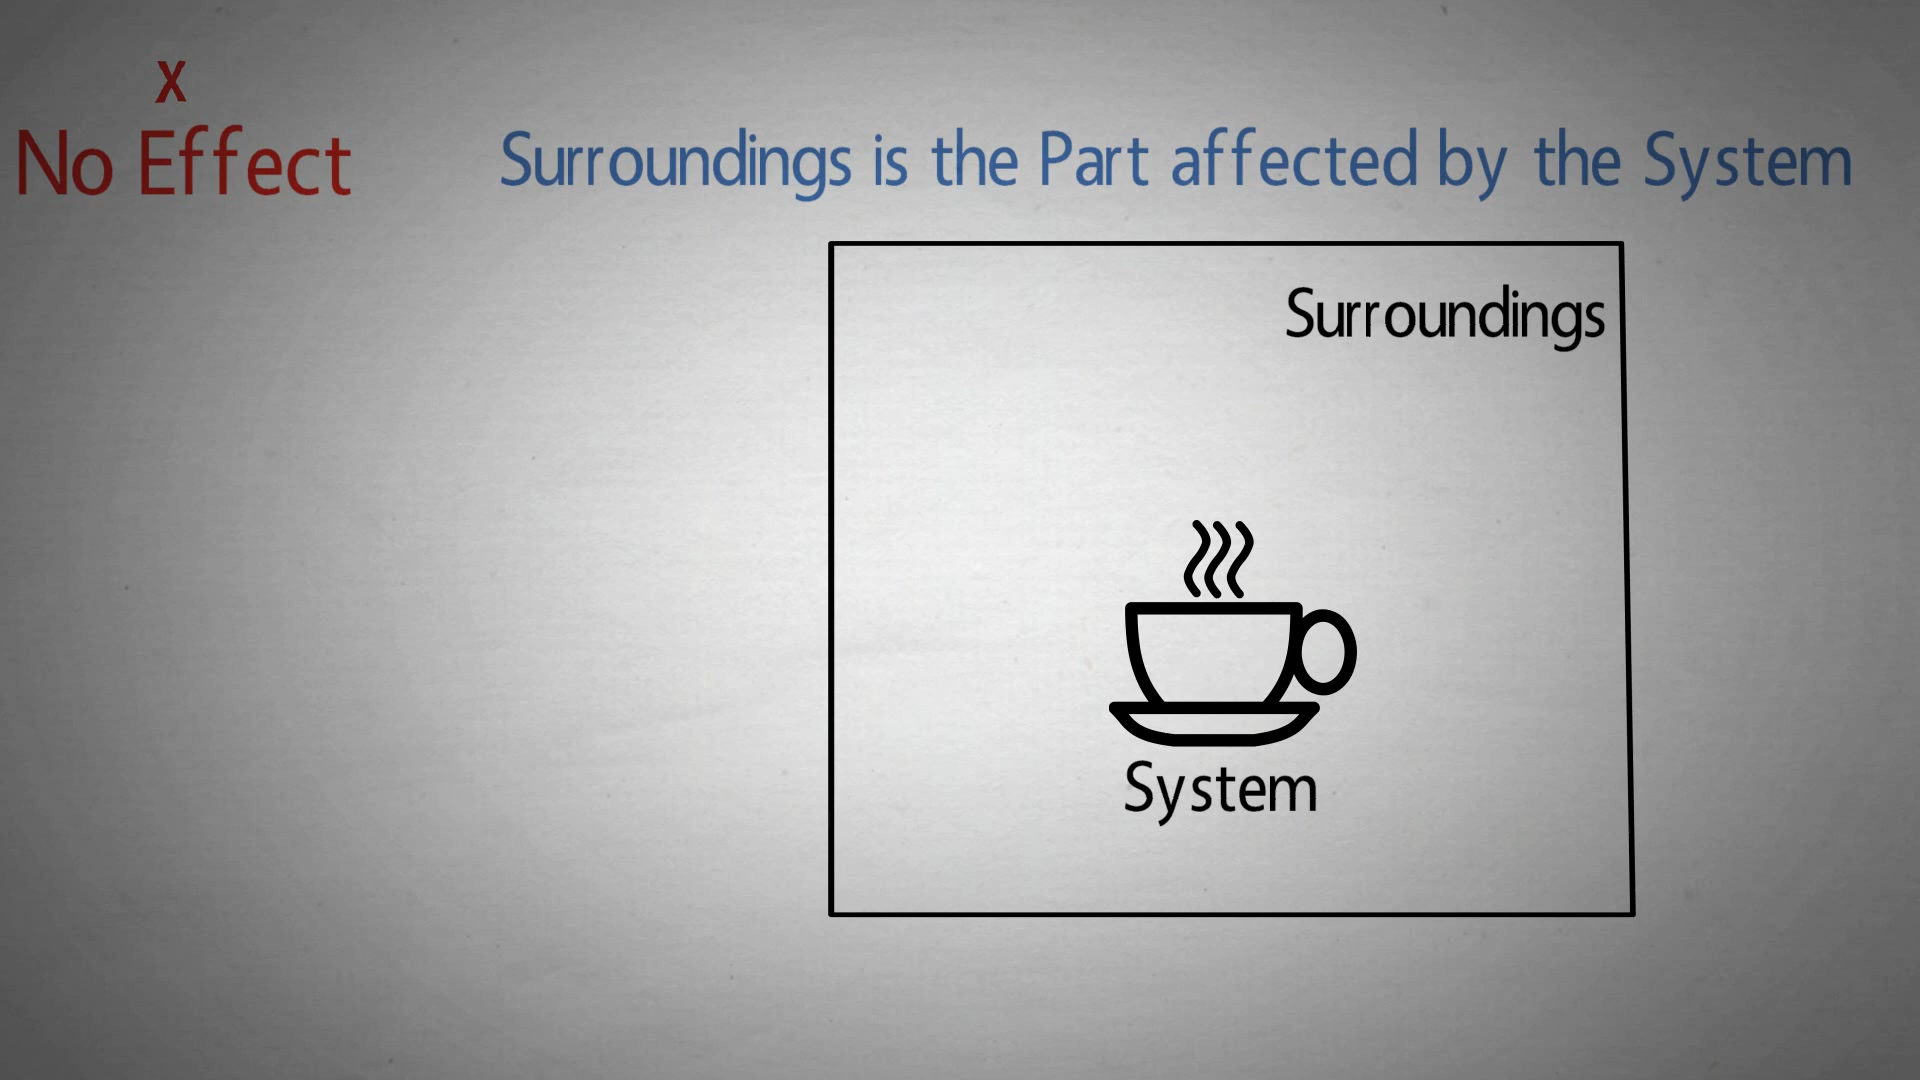 X
No Effect
Surroundings is the Part affected by the System
Surroundings
System